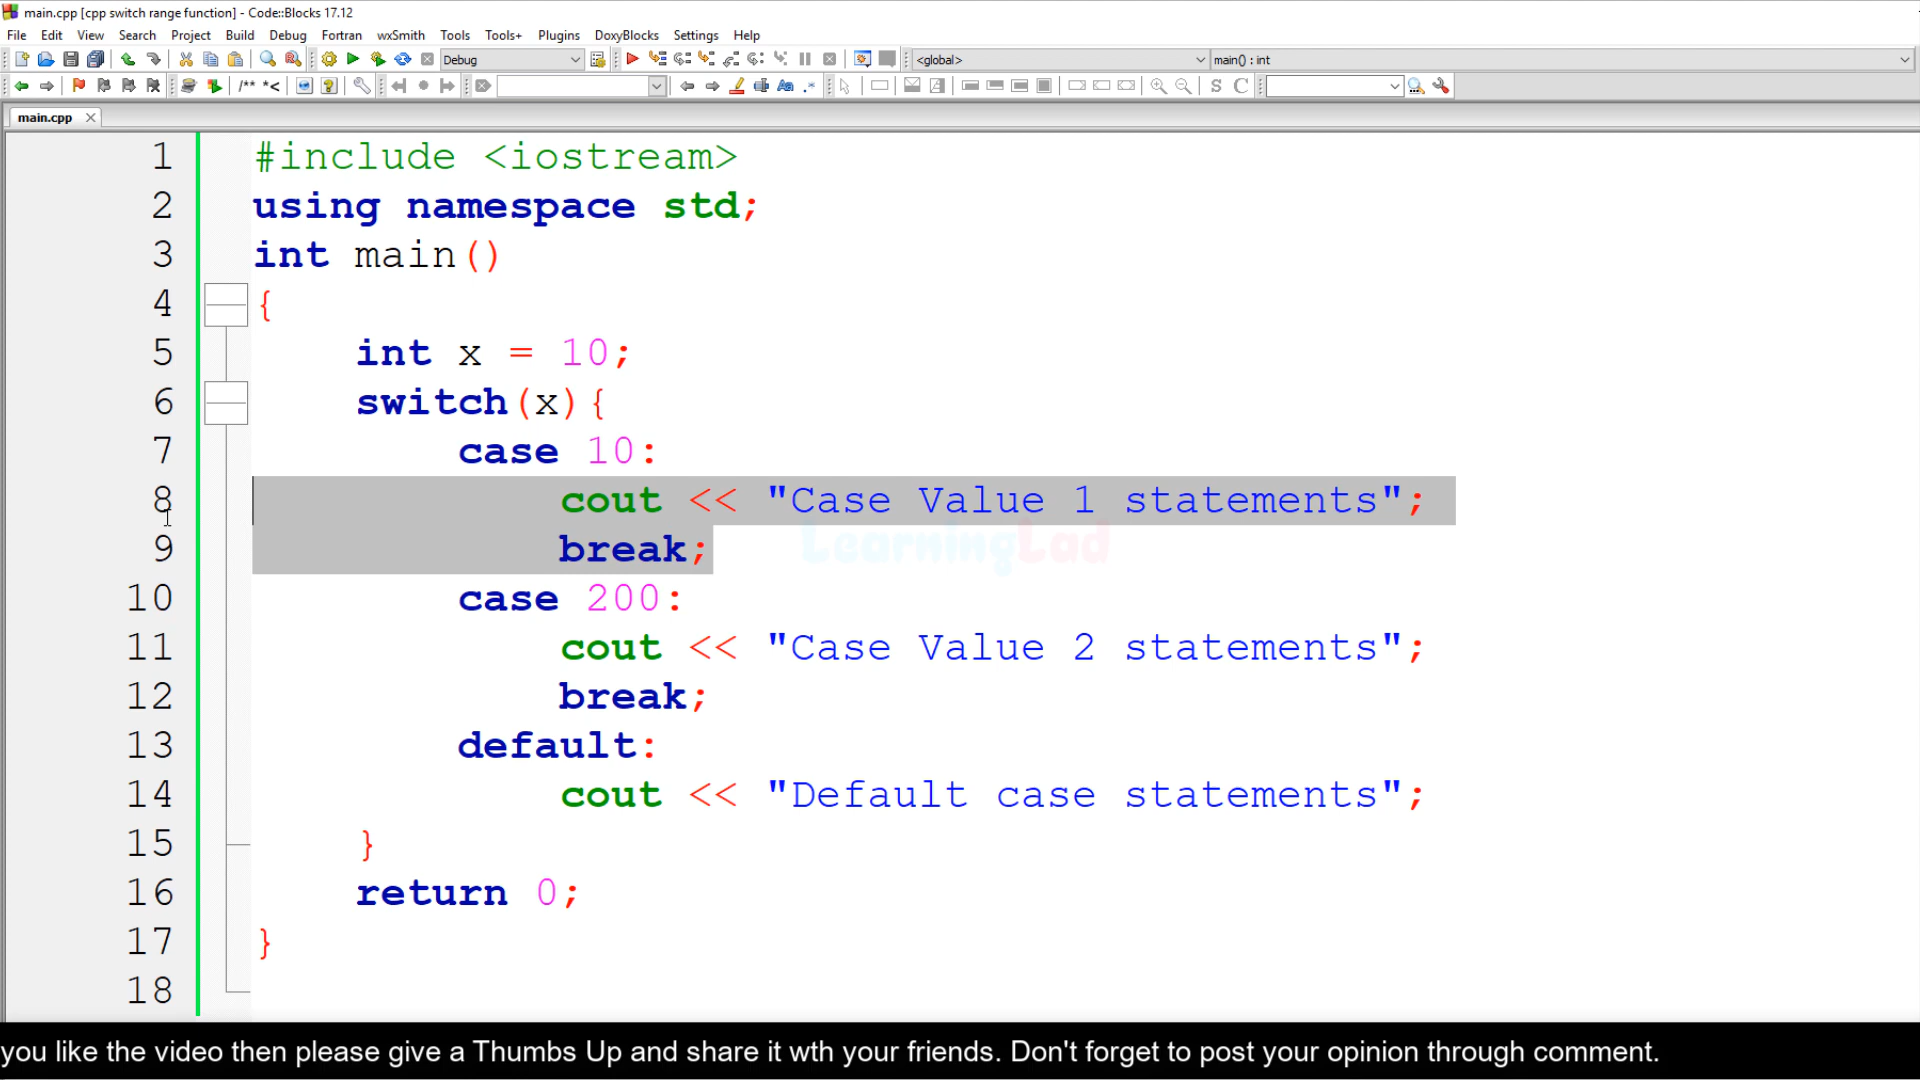 main.cpp [cpp switch range function] - Code::Blocks 17.12
File Edit View Search Project Build Debug Fortran wxSmith Tools Tools+ Plugins DoxyBlocks Settings Help
Debug <global> main() : int
/** *< Aa .* S C
main.cpp
1 #include <iostream>
2 using namespace std;
3 int main()
4 {
5 int x = 10;
6 switch(x){
7 case 10:
8 cout << "Case Value 1 statements";
9 break;
LearningLad
10 case 200:
11 cout << "Case Value 2 statements";
12 break;
13 default:
14 cout << "Default case statements";
15 }
16 return 0;
17 }
18
you like the video then please give a Thumbs Up and share it wth your friends. Don't forget to post your opinion through comment.